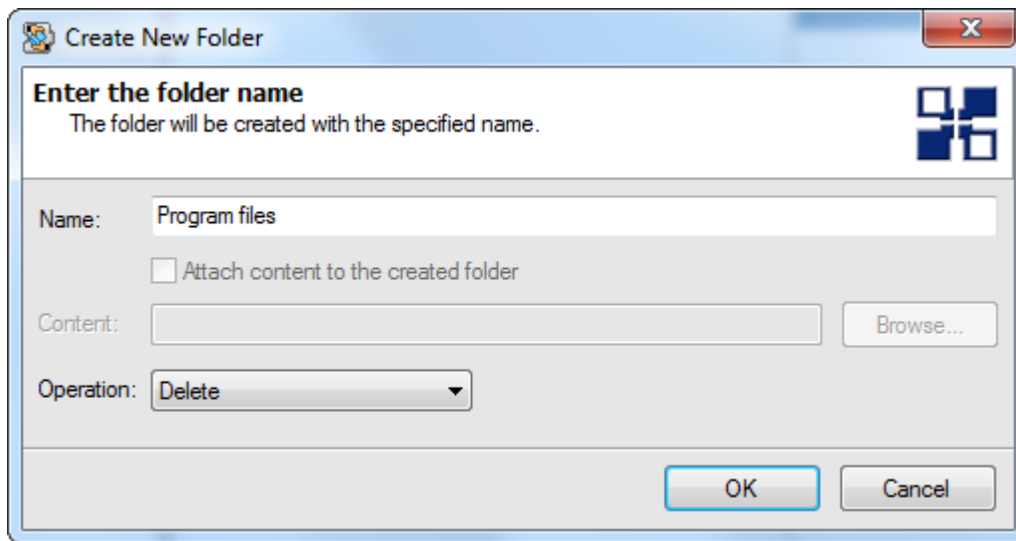 Create New Folder
Enter the folder name
The folder will be created with the specified name.
Name: Program files
Attach content to the created folder
Content: Browse...
Operation: Delete
OK Cancel